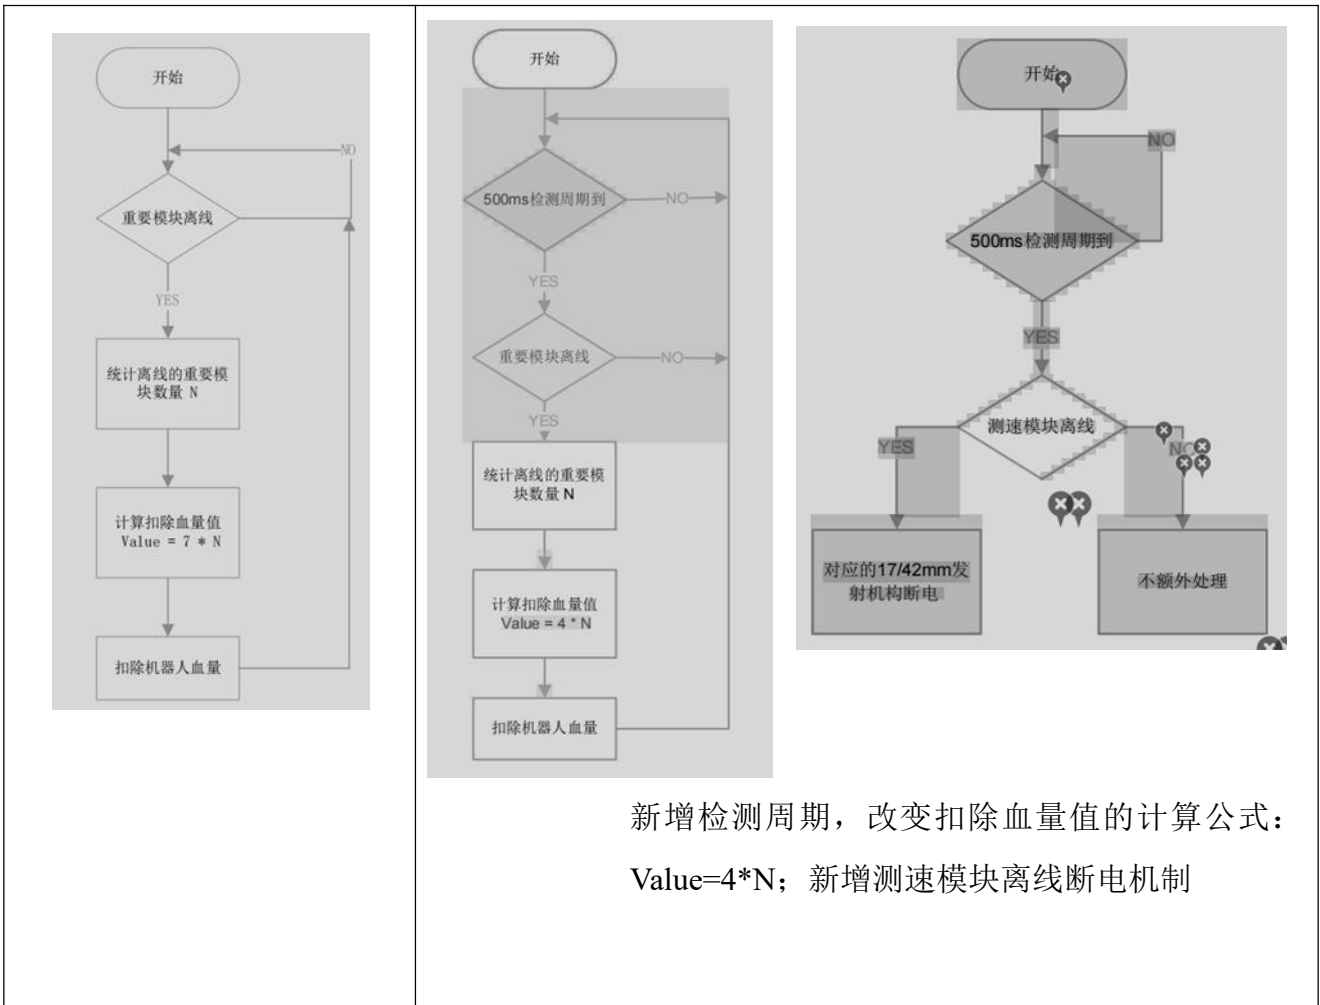 开始
NO
重要模块离线
YES
统计离线的重要模
块数量 N
计算扣除血量值
Value = 7 * N
扣除机器人血量
开始
500ms检测周期到
NO
YES
重要模块离线
NO
YES
统计离线的重要模
块数量 N
计算扣除血量值
Value = 4 * N
扣除机器人血量
开始
NO
500ms检测周期到
YES
测速模块离线
YES
NO
对应的17/42mm发
射机构断电
不额外处理
新增检测周期，改变扣除血量值的计算公式：
Value=4*N；新增测速模块离线断电机制